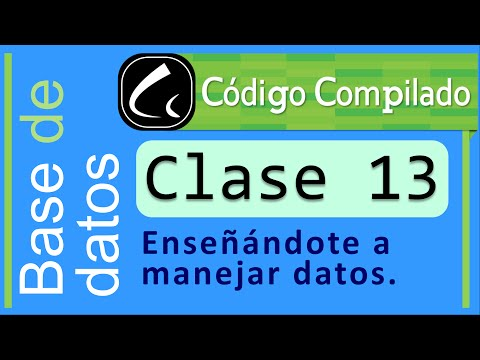 Base de
datos
Código Compilado
Clase 13
Enseñándote a
manejar datos.